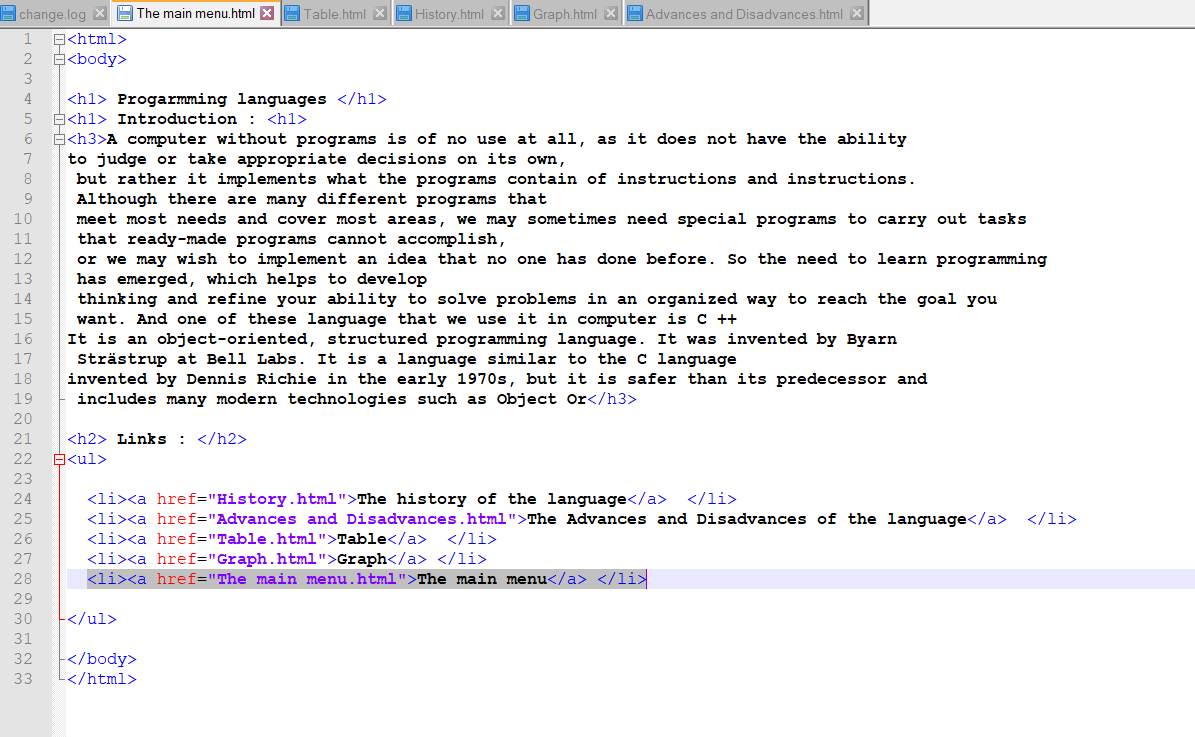 change.log
The main menu.html
Table.html
History.html
Graph.html
Advances and Disadvances.html
1 <html>
2 <body>
3
4 <h1> Progarmming languages </h1>
5 <h1> Introduction : <h1>
6 <h3>A computer without programs is of no use at all, as it does not have the ability
7 to judge or take appropriate decisions on its own,
8 but rather it implements what the programs contain of instructions and instructions.
9 Although there are many different programs that
10 meet most needs and cover most areas, we may sometimes need special programs to carry out tasks
11 that ready-made programs cannot accomplish,
12 or we may wish to implement an idea that no one has done before. So the need to learn programming
13 has emerged, which helps to develop
14 thinking and refine your ability to solve problems in an organized way to reach the goal you
15 want. And one of these language that we use it in computer is C ++
16 It is an object-oriented, structured programming language. It was invented by Byarn
17 Strästrup at Bell Labs. It is a language similar to the C language
18 invented by Dennis Richie in the early 1970s, but it is safer than its predecessor and
19 includes many modern technologies such as Object Or</h3>
20
21 <h2> Links : </h2>
22 <ul>
23
24 <li><a href="History.html">The history of the language</a>  </li>
25 <li><a href="Advances and Disadvances.html">The Advances and Disadvances of the language</a>  </li>
26 <li><a href="Table.html">Table</a>  </li>
27 <li><a href="Graph.html">Graph</a> </li>
28 <li><a href="The main menu.html">The main menu</a> </li>
29
30 </ul>
31
32 </body>
33 </html>